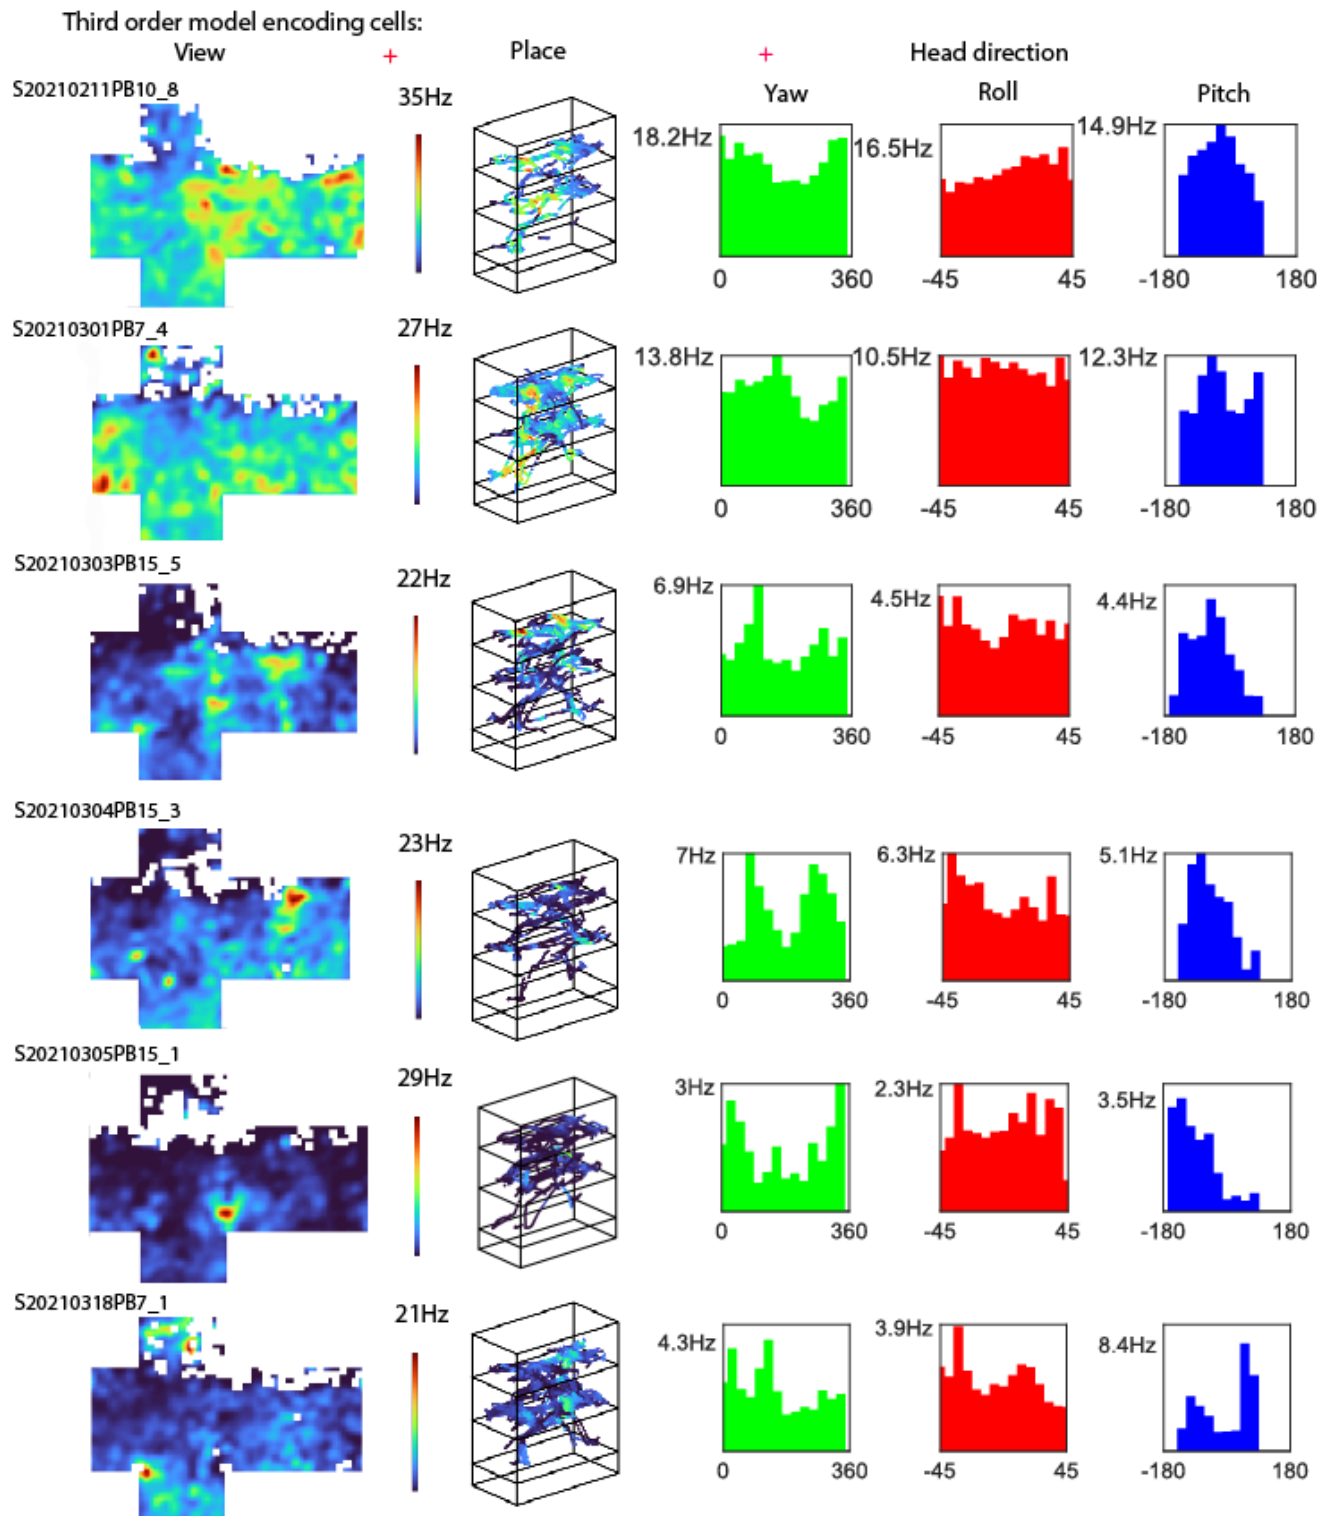 Third order model encoding cells:
View + Place + Head direction
Yaw Roll Pitch
S20210211PB10_8
35Hz 18.2Hz 16.5Hz 14.9Hz
0 360 -45 45 -180 180
S20210301PB7_4
27Hz 13.8Hz 10.5Hz 12.3Hz
0 360 -45 45 -180 180
S20210303PB15_5
22Hz 6.9Hz 4.5Hz 4.4Hz
0 360 -45 45 -180 180
S20210304PB15_3
23Hz 7Hz 6.3Hz 5.1Hz
0 360 -45 45 -180 180
S20210305PB15_1
29Hz 3Hz 2.3Hz 3.5Hz
0 360 -45 45 -180 180
S20210318PB7_1
21Hz 4.3Hz 3.9Hz 8.4Hz
0 360 -45 45 -180 180